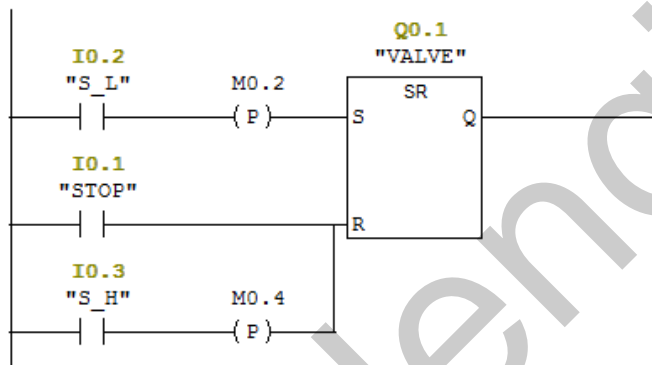 Q0.1
I0.2 "VALVE"
"S_L" M0.2 SR
( P ) S Q
I0.1
"STOP"
R
I0.3
"S_H" M0.4
( P )